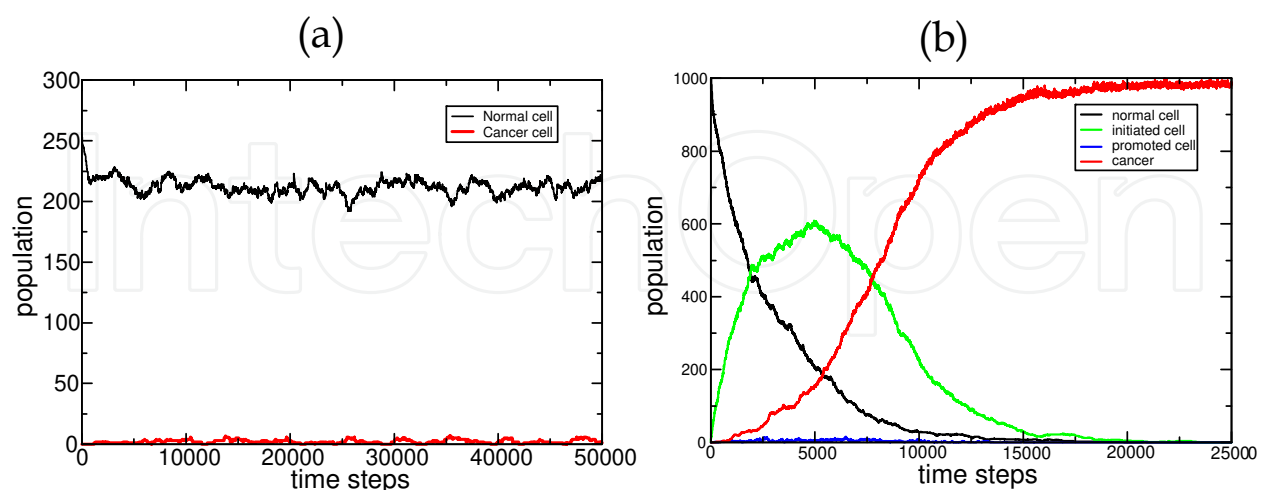 (a)
300
250
200
150
100
50
0
population
Normal cell
Cancer cell
0 10000 20000 30000 40000 50000
time steps
(b)
1000
800
600
400
200
0
population
normal cell
initiated cell
promoted cell
cancer
0 5000 10000 15000 20000 25000
time steps
IntechOpen